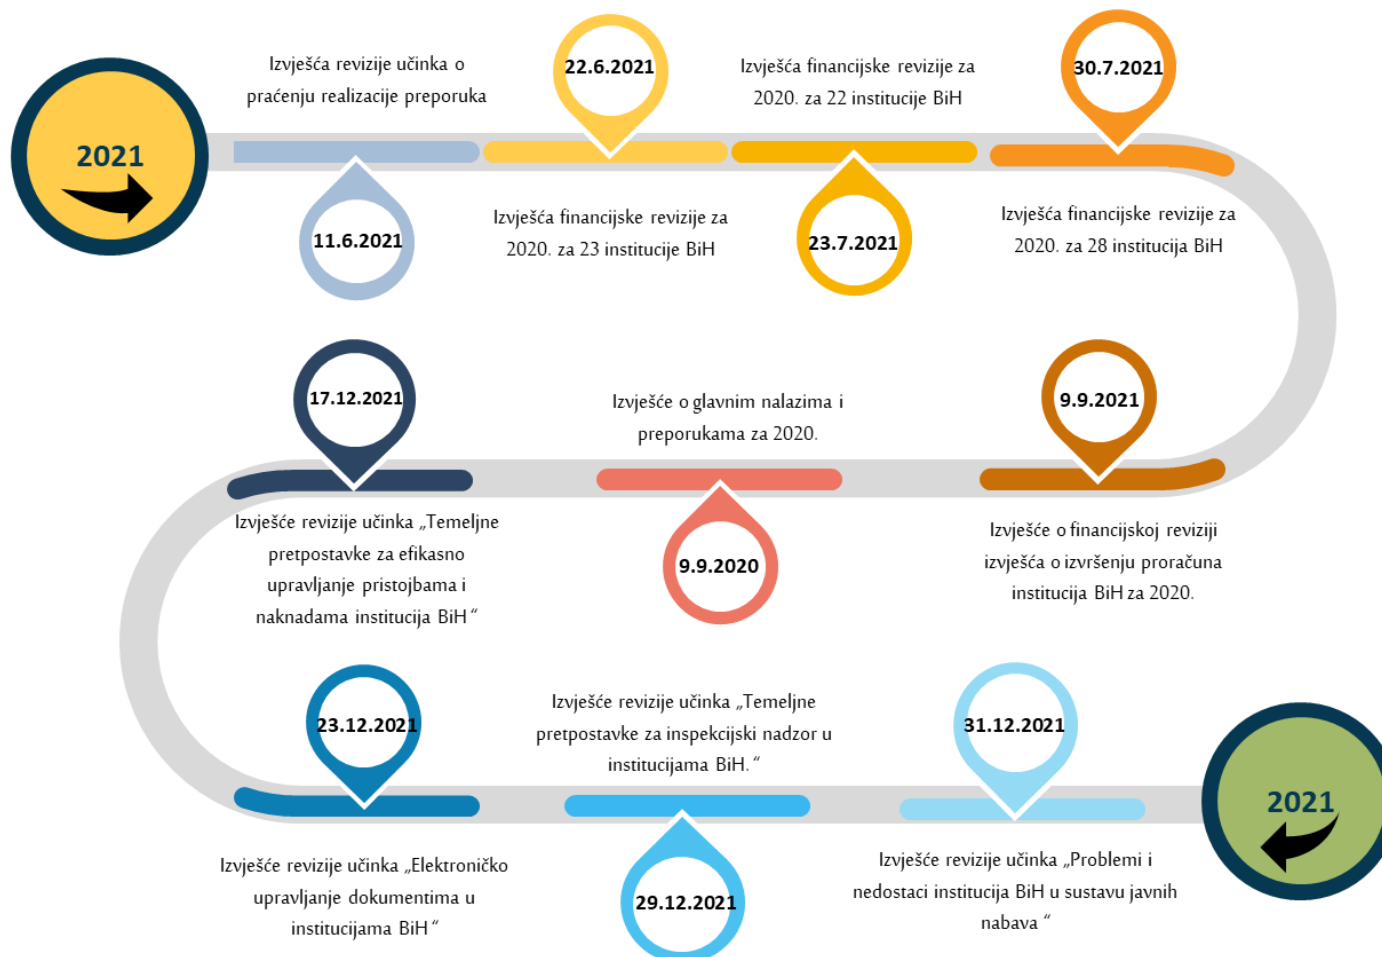 2021
Izvješća revizije učinka o
praćenju realizacije preporuka
11.6.2021
22.6.2021
Izvješća financijske revizije za
2020. za 23 institucije BiH
Izvješća financijske revizije za
2020. za 22 institucije BiH
23.7.2021
30.7.2021
Izvješća financijske revizije za
2020. za 28 institucija BiH
9.9.2021
Izvješće o financijskoj reviziji
izvješća o izvršenju proračuna
institucija BiH za 2020.
Izvješće o glavnim nalazima i
preporukama za 2020.
9.9.2020
17.12.2021
Izvješće revizije učinka „Temeljne
pretpostavke za efikasno
upravljanje pristojbama i
naknadama institucija BiH “
23.12.2021
Izvješće revizije učinka „Elektroničko
upravljanje dokumentima u
institucijama BiH “
Izvješće revizije učinka „Temeljne
pretpostavke za inspekcijski nadzor u
institucijama BiH. “
29.12.2021
31.12.2021
Izvješće revizije učinka „Problemi i
nedostaci institucija BiH u sustavu javnih
nabava “
2021